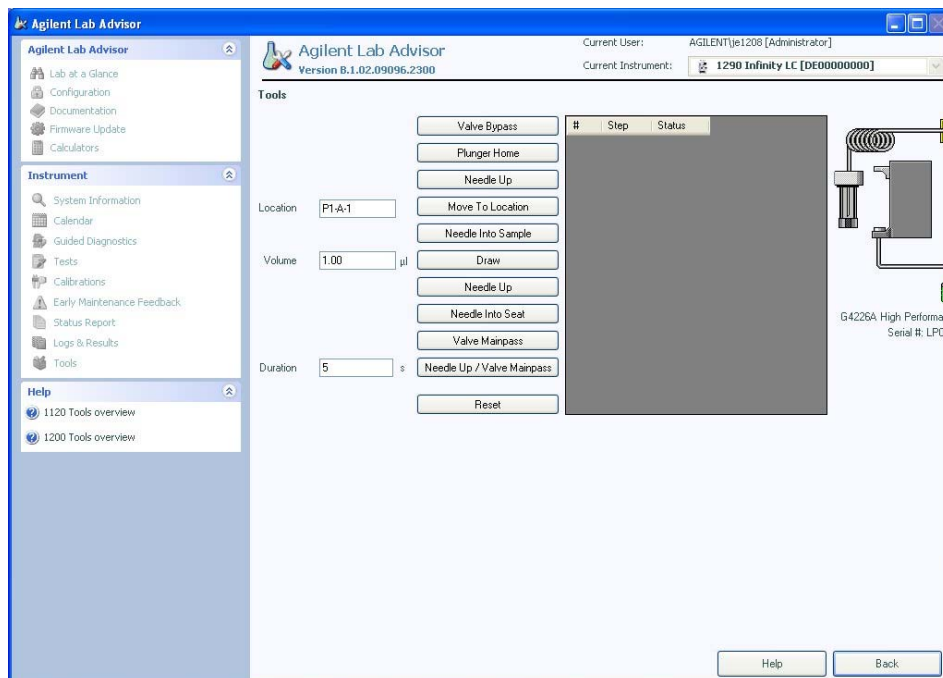 Agilent Lab Advisor
Agilent Lab Advisor
Lab at a Glance
Configuration
Documentation
Firmware Update
Calculators
Instrument
System Information
Calendar
Guided Diagnostics
Tests
Calibrations
Early Maintenance Feedback
Status Report
Logs & Results
Tools
Help
1120 Tools overview
1200 Tools overview
Agilent Lab Advisor
Version B.1.02.09096.2300
Current User: AGILENT\je1208 [Administrator]
Current Instrument: 1290 Infinity LC [DE00000000]
Tools
Valve Bypass
Plunger Home
Needle Up
Location P1-A-1 Move To Location
Needle Into Sample
Volume 1.00 µl Draw
Needle Up
Needle Into Seat
Valve Mainpass
Duration 5 s Needle Up / Valve Mainpass
Reset
# Step Status
G4226A High Performa
Serial #: LP0
Help Back